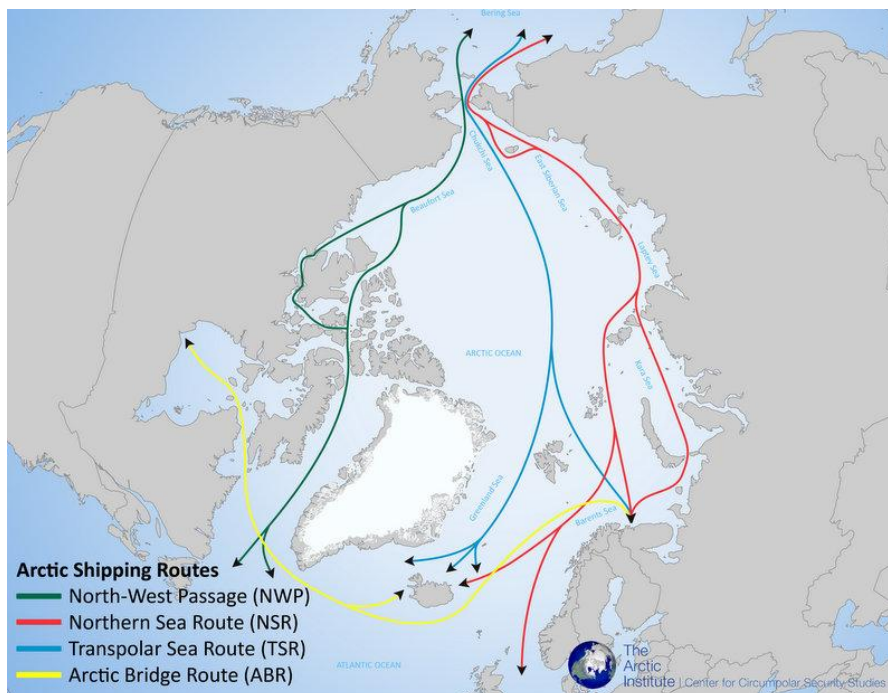 Bering Sea
Chukchi Sea
East Siberian Sea
Beaufort Sea
Laptev Sea
ARCTIC OCEAN
Kara Sea
Greenland Sea
Barents Sea
Arctic Shipping Routes
North-West Passage (NWP)
Northern Sea Route (NSR)
Transpolar Sea Route (TSR)
Arctic Bridge Route (ABR)
ATLANTIC OCEAN
The
Arctic
Institute | Center for Circumpolar Security Studies